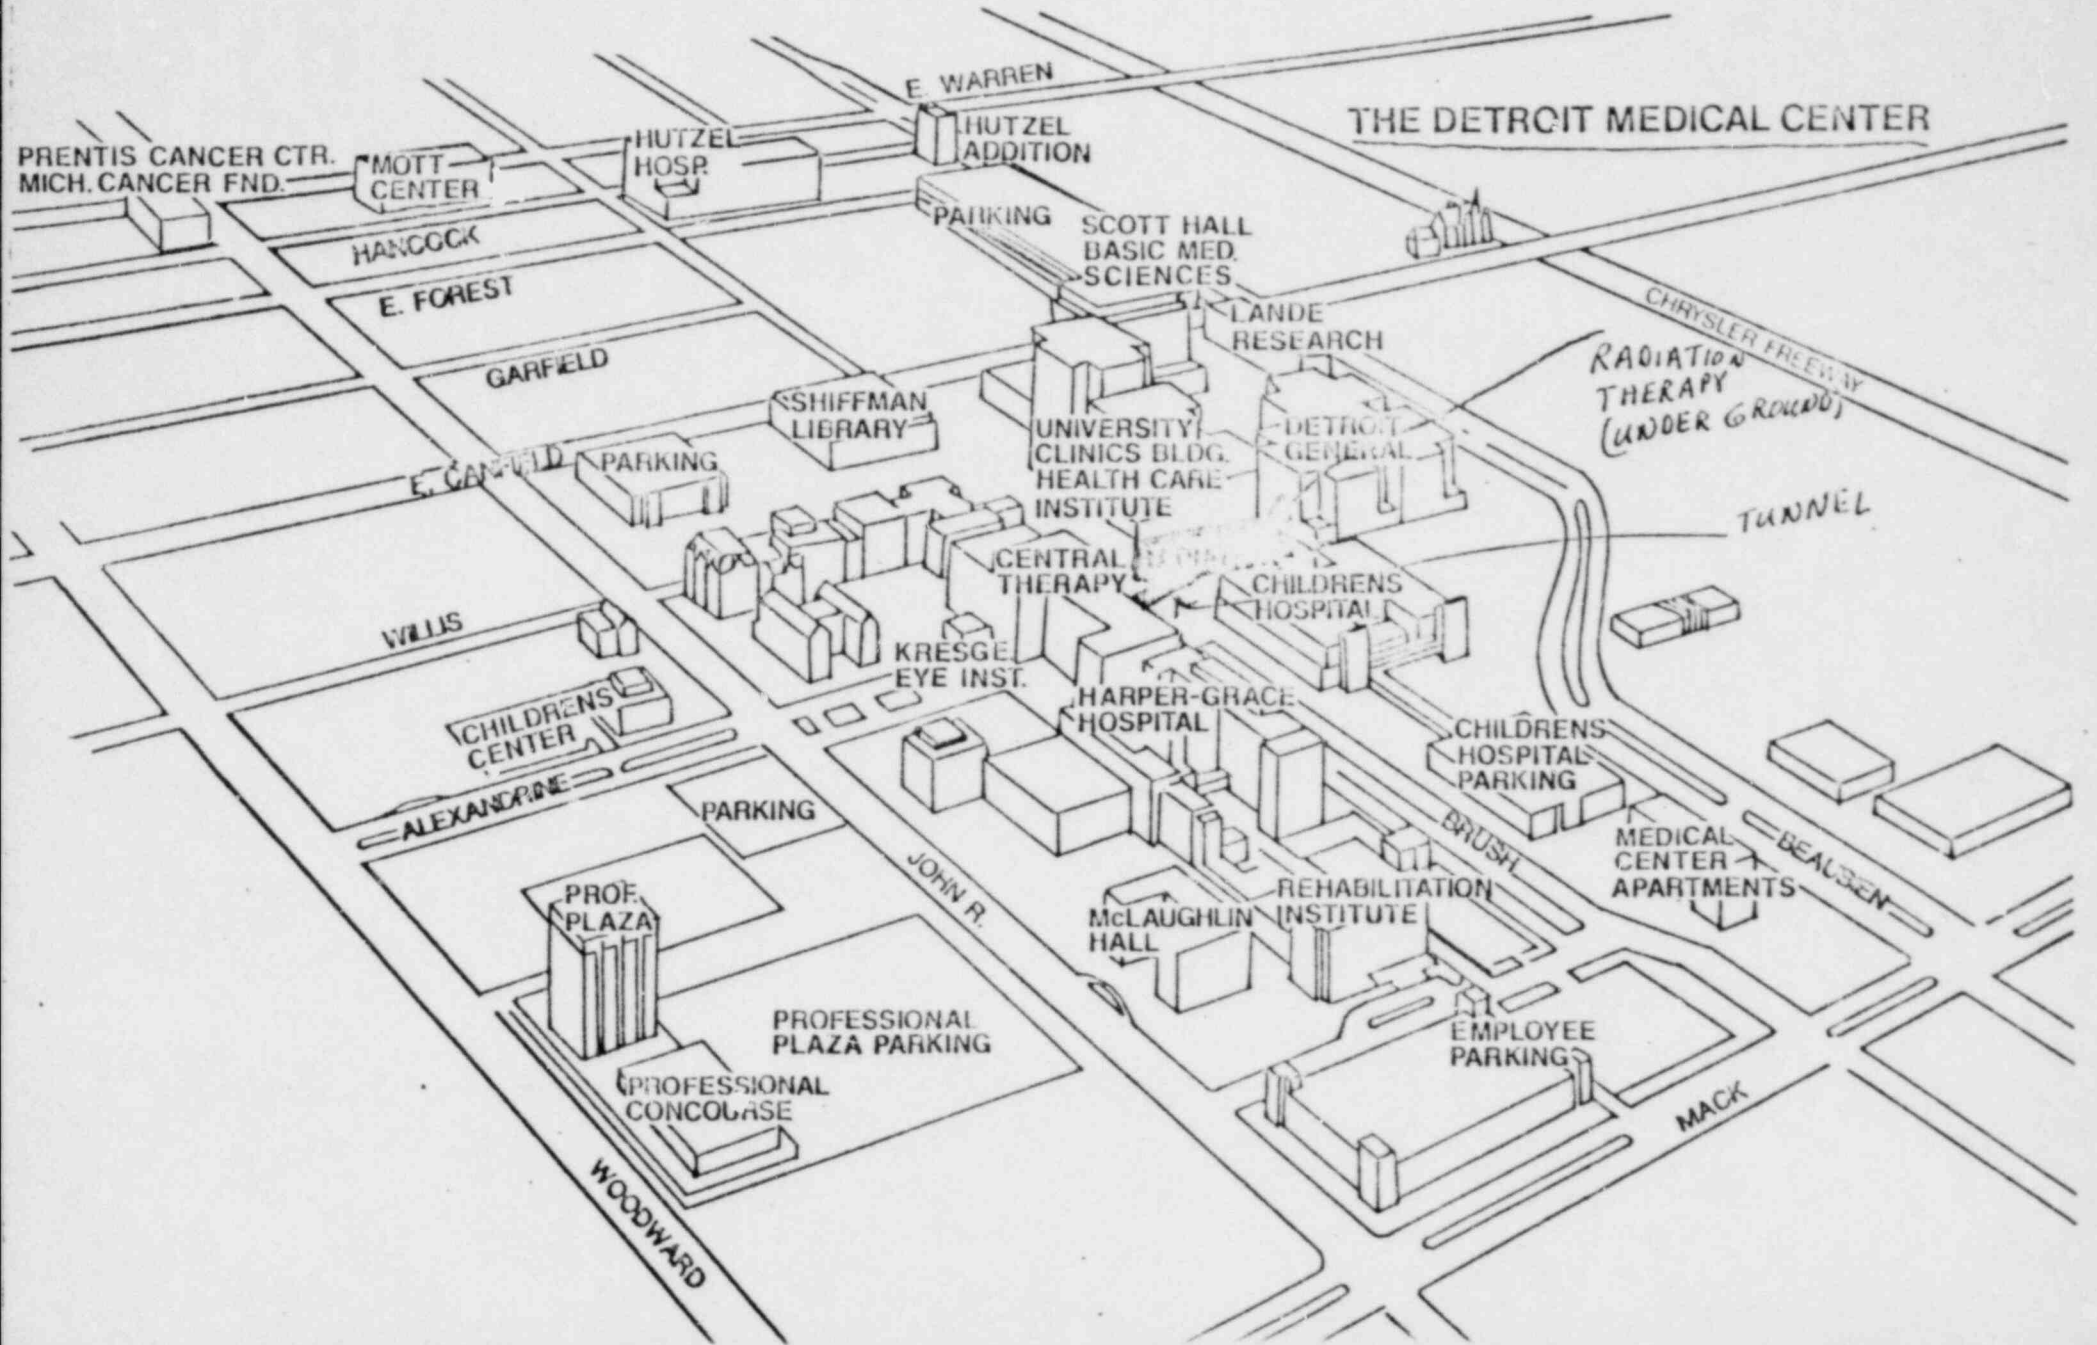 E. WARREN
THE DETROIT MEDICAL CENTER
HUTZEL
ADDITION
HUTZEL
HOSP.
PRENTIS CANCER CTR.
MICH. CANCER FND.
MOTT
CENTER
PARKING
SCOTT HALL
BASIC MED.
SCIENCES
HANCOCK
E. FOREST
CHRYSLER FREEWAY
LANDE
RESEARCH
RADIATION
THERAPY
(UNDER GROUND)
GARFIELD
SHIFFMAN
LIBRARY
UNIVERSITY
CLINICS BLDG.
HEALTH CARE
INSTITUTE
DETROIT
GENERAL
E. CANFIELD
PARKING
TUNNEL
CENTRAL
THERAPY
CHILDRENS
HOSPITAL
WILLIS
KRESGE
EYE INST.
HARPER-GRACE
HOSPITAL
CHILDRENS
CENTER
CHILDRENS
HOSPITAL
PARKING
ALEXANDRINE
PARKING
BRUSH
MEDICAL
CENTER
APARTMENTS
BEAUBIEN
JOHN R.
PROF.
PLAZA
REHABILITATION
INSTITUTE
McLAUGHLIN
HALL
PROFESSIONAL
PLAZA PARKING
EMPLOYEE
PARKING
PROFESSIONAL
CONCOURSE
MACK
WOODWARD